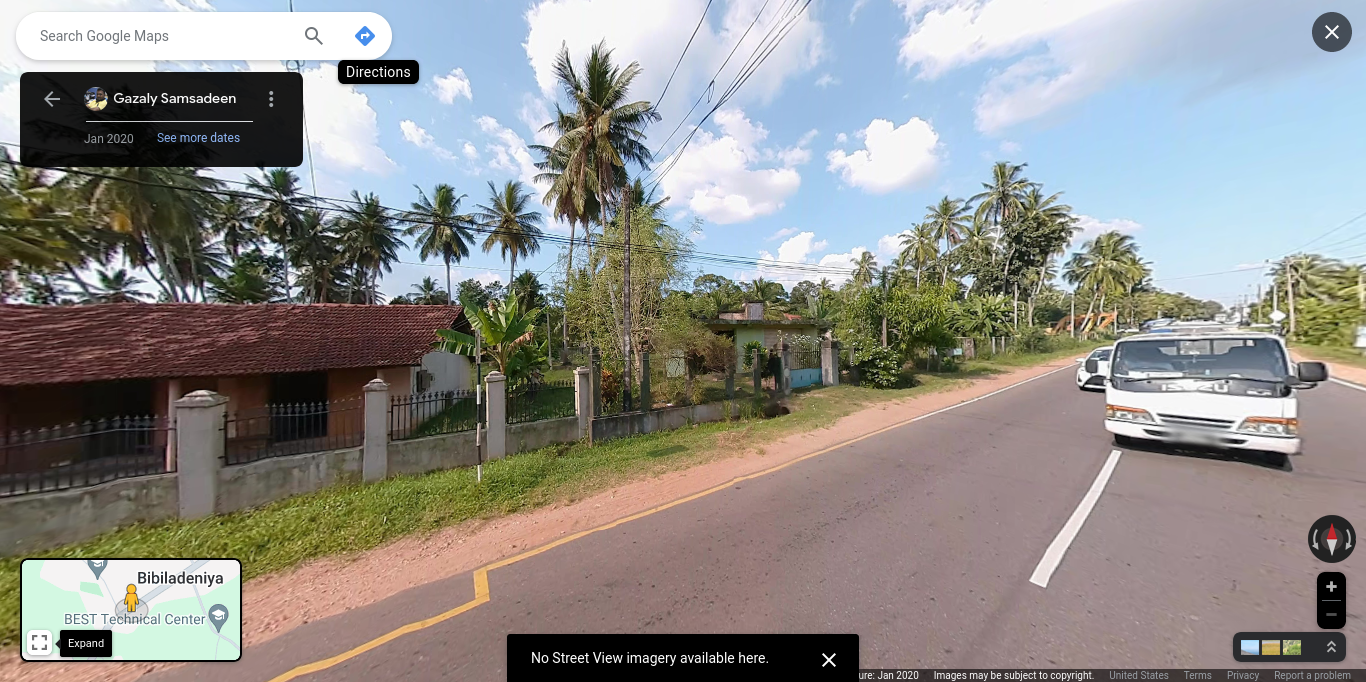 Search Google Maps
Directions
Gazaly Samsadeen
Jan 2020
See more dates
ISUZU
Bibiladeniya
BEST Technical Center
Expand
No Street View imagery available here.
ure: Jan 2020
Images may be subject to copyright.
United States
Terms
Privacy
Report a problem